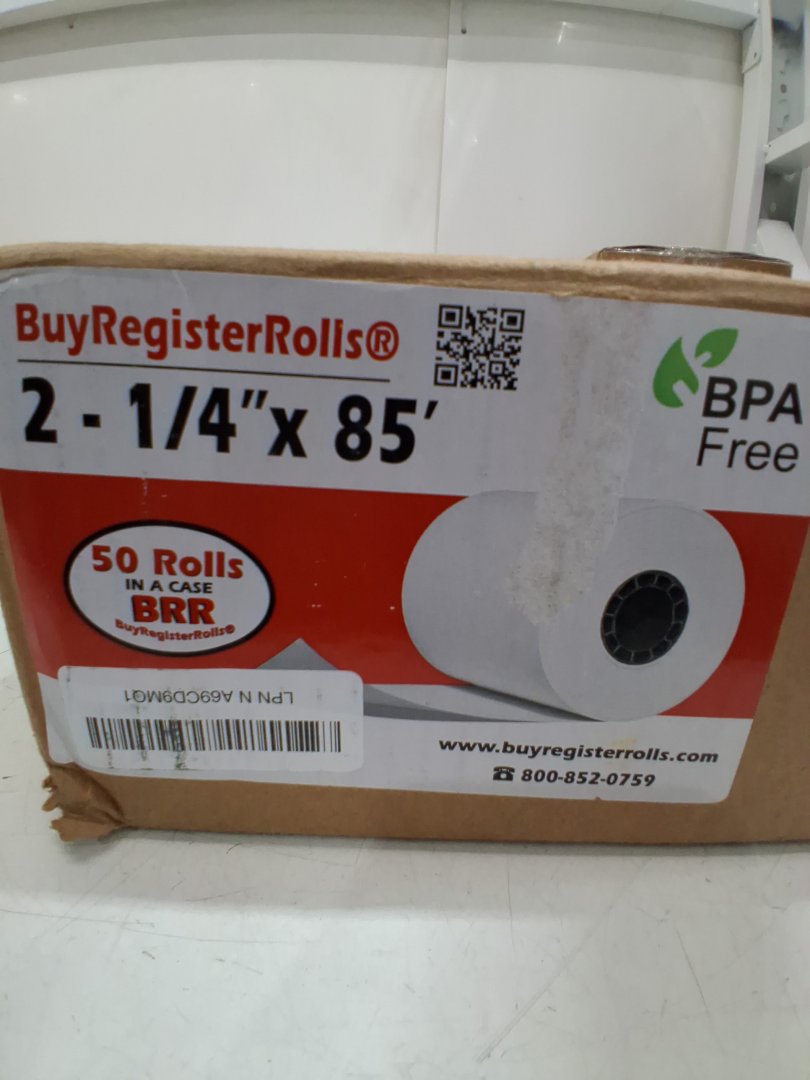 BuyRegisterRolls®
2 - 1/4" x 85'
BPA
Free
50 Rolls
IN A CASE
BRR
BuyRegisterRolls®
LPN N A69CD9MQ1
www.buyregisterrolls.com
☎ 800-852-0759